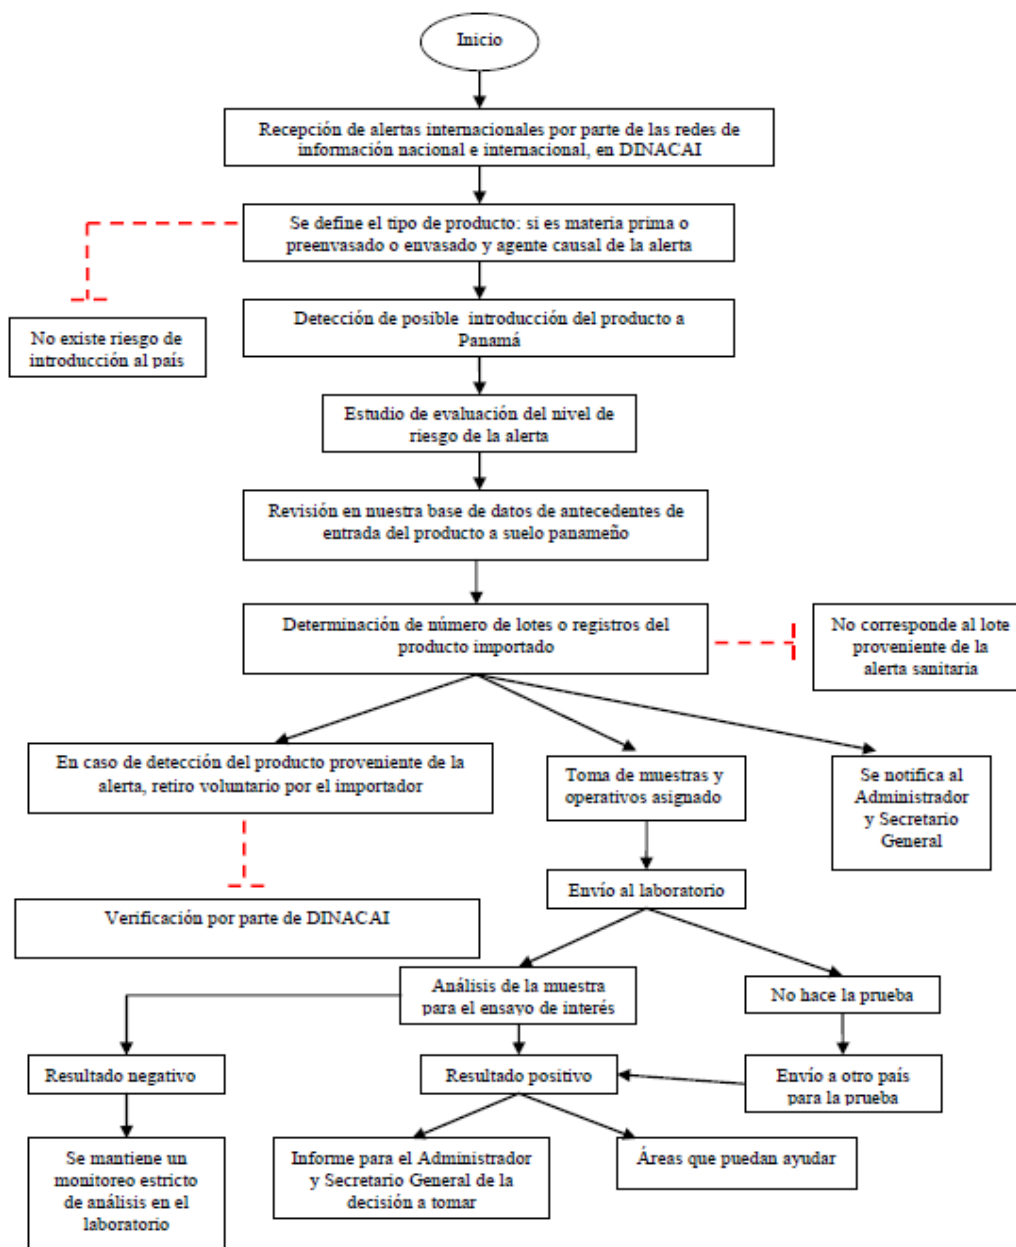 Inicio
Recepción de alertas internacionales por parte de las redes de
información nacional e internacional, en DINACAI
Se define el tipo de producto: si es materia prima o
preenvasado o envasado y agente causal de la alerta
No existe riesgo de
introducción al país
Detección de posible introducción del producto a
Panamá
Estudio de evaluación del nivel de
riesgo de la alerta
Revisión en nuestra base de datos de antecedentes de
entrada del producto a suelo panameño
Determinación de número de lotes o registros del
producto importado
No corresponde al lote
proveniente de la
alerta sanitaria
En caso de detección del producto proveniente de la
alerta, retiro voluntario por el importador
Toma de muestras y
operativos asignado
Se notifica al
Administrador
y Secretario
General
Verificación por parte de DINACAI
Envío al laboratorio
Análisis de la muestra
para el ensayo de interés
No hace la prueba
Resultado negativo
Resultado positivo
Envío a otro país
para la prueba
Se mantiene un
monitoreo estricto
de análisis en el
laboratorio
Informe para el Administrador
y Secretario General de la
decisión a tomar
Áreas que puedan ayudar